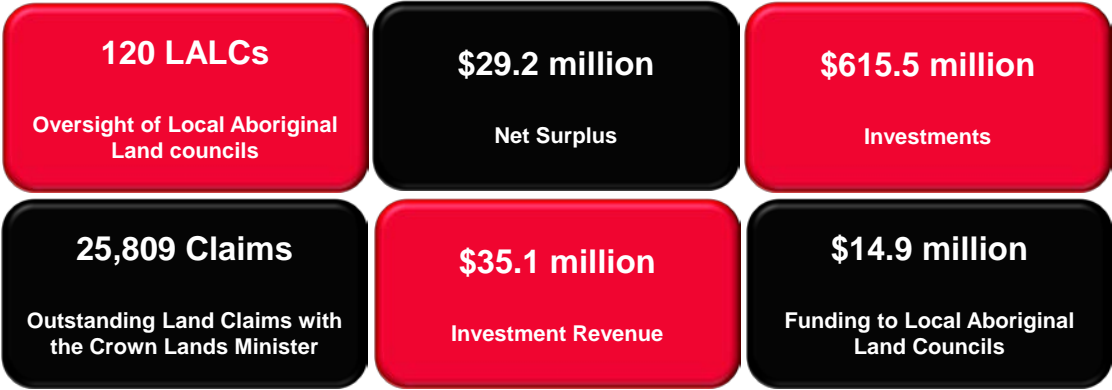 120 LALCs
Oversight of Local Aboriginal
Land councils
$29.2 million
Net Surplus
$615.5 million
Investments
25,809 Claims
Outstanding Land Claims with
the Crown Lands Minister
$35.1 million
Investment Revenue
$14.9 million
Funding to Local Aboriginal
Land Councils